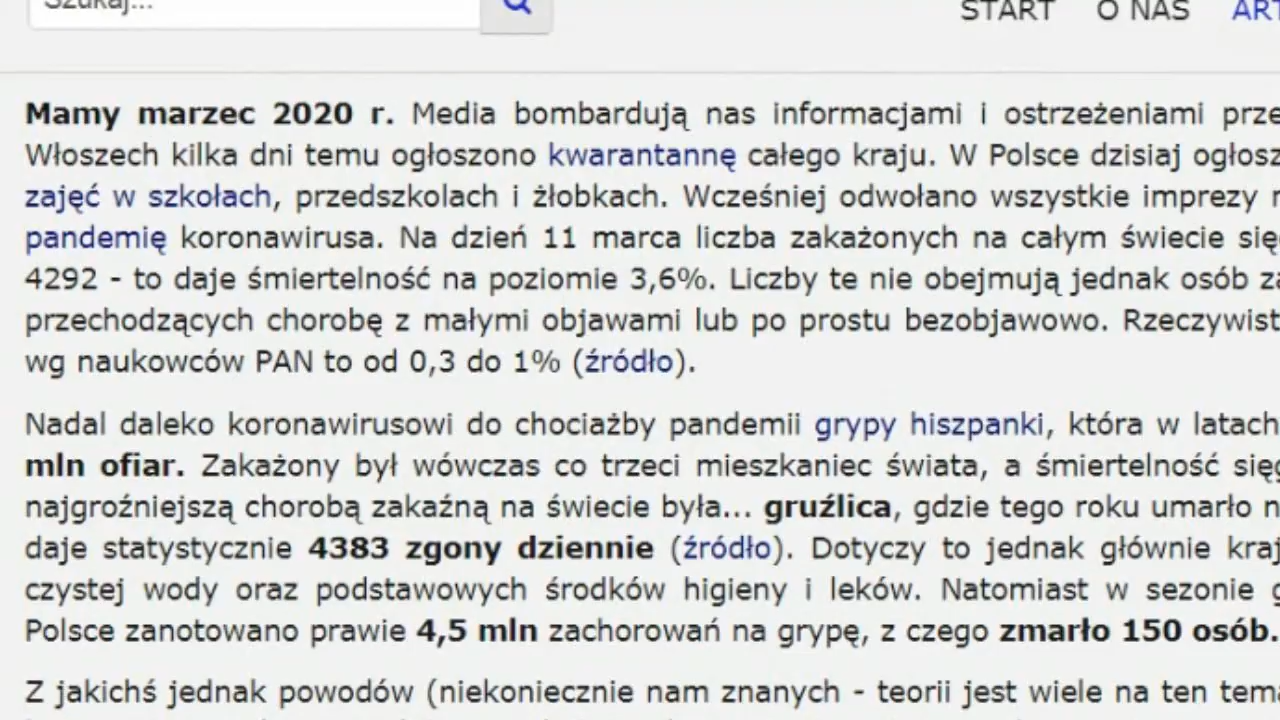 Szukaj...
START O NAS ART
Mamy marzec 2020 r. Media bombardują nas informacjami i ostrzeżeniami prze
Włoszech kilka dni temu ogłoszono kwarantannę całego kraju. W Polsce dzisiaj ogłosz
zajęć w szkołach, przedszkolach i żłobkach. Wcześniej odwołano wszystkie imprezy
pandemię koronawirusa. Na dzień 11 marca liczba zakażonych na całym świecie się
4292 - to daje śmiertelność na poziomie 3,6%. Liczby te nie obejmują jednak osób za
przechodzących chorobę z małymi objawami lub po prostu bezobjawowo. Rzeczywist
wg naukowców PAN to od 0,3 do 1% (źródło).
Nadal daleko koronawirusowi do chociażby pandemii grypy hiszpanki, która w latach
mln ofiar. Zakażony był wówczas co trzeci mieszkaniec świata, a śmiertelność sięg
najgroźniejszą chorobą zakaźną na świecie była... gruźlica, gdzie tego roku umarło n
daje statystycznie 4383 zgony dziennie (źródło). Dotyczy to jednak głównie kraj
czystej wody oraz podstawowych środków higieny i leków. Natomiast w sezonie g
Polsce zanotowano prawie 4,5 mln zachorowań na grypę, z czego zmarło 150 osób.
Z jakichś jednak powodów (niekoniecznie nam znanych - teorii jest wiele na ten tema